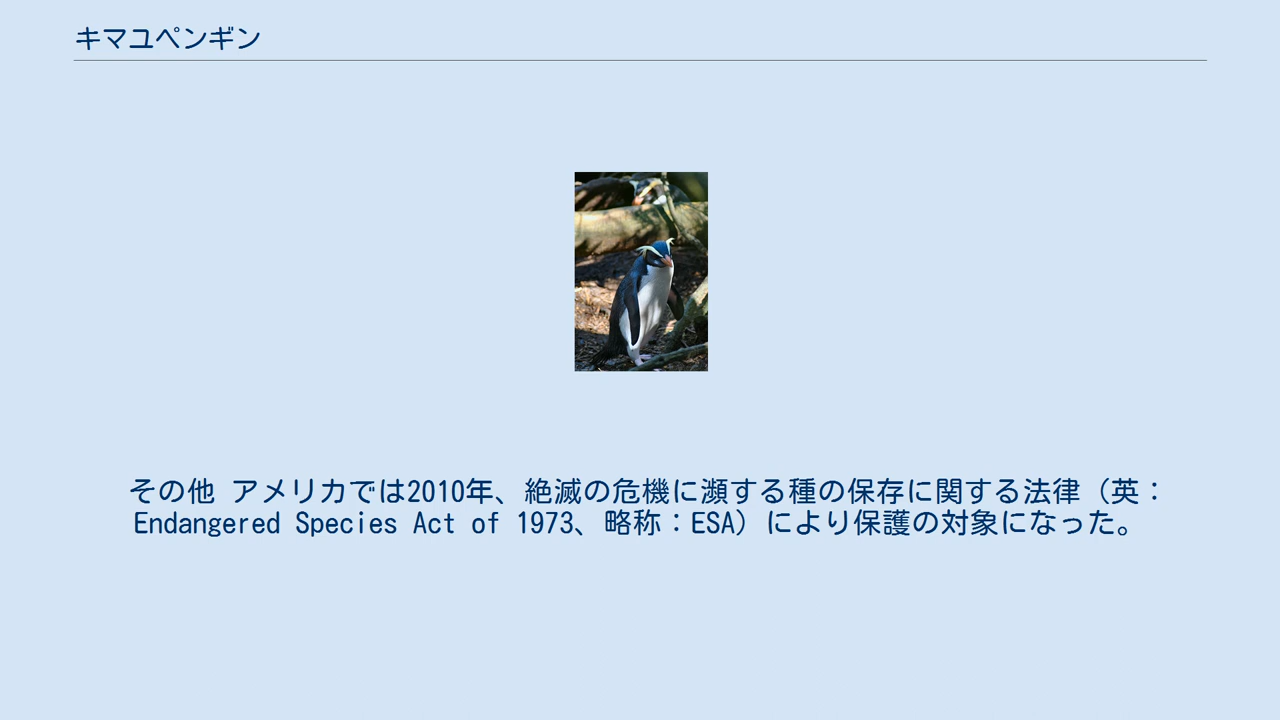 キマユペンギン
その他 アメリカでは2010年、絶滅の危機に瀕する種の保存に関する法律（英：
Endangered Species Act of 1973、略称：ESA）により保護の対象になった。